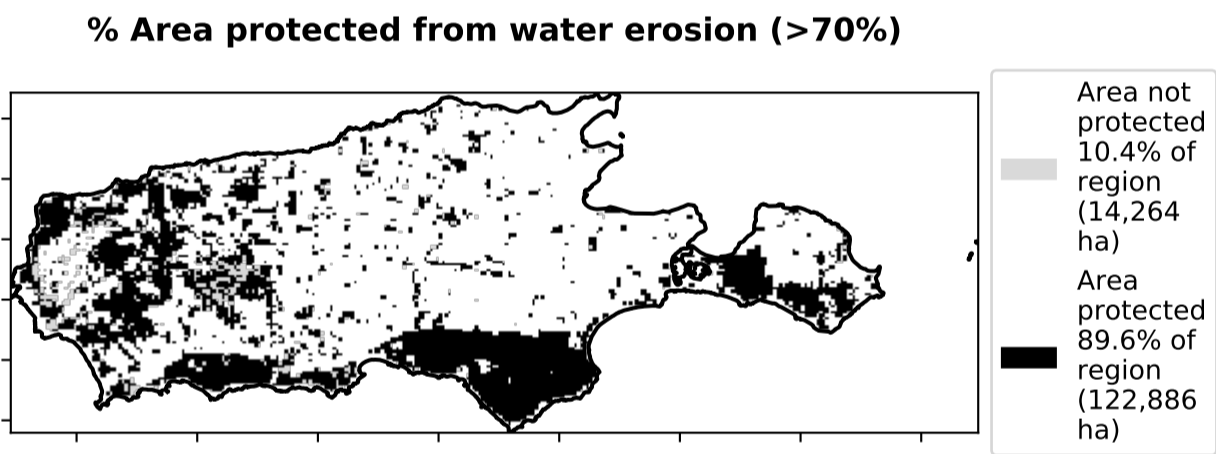 % Area protected from water erosion (>70%)
Area not
protected
10.4% of
region
(14,264
ha)
Area
protected
89.6% of
region
(122,886
ha)